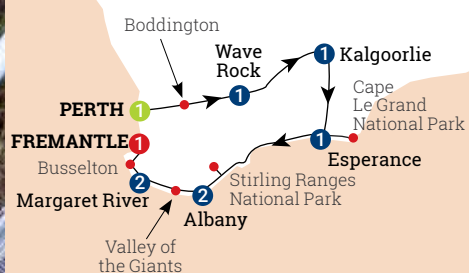 Boddington
Wave
Rock
1
1
Kalgoorlie
PERTH
1
Cape
Le Grand
National Park
FREMANTLE
1
1
Esperance
Busselton
2
Margaret River
Stirling Ranges
National Park
2
Albany
Valley of
the Giants